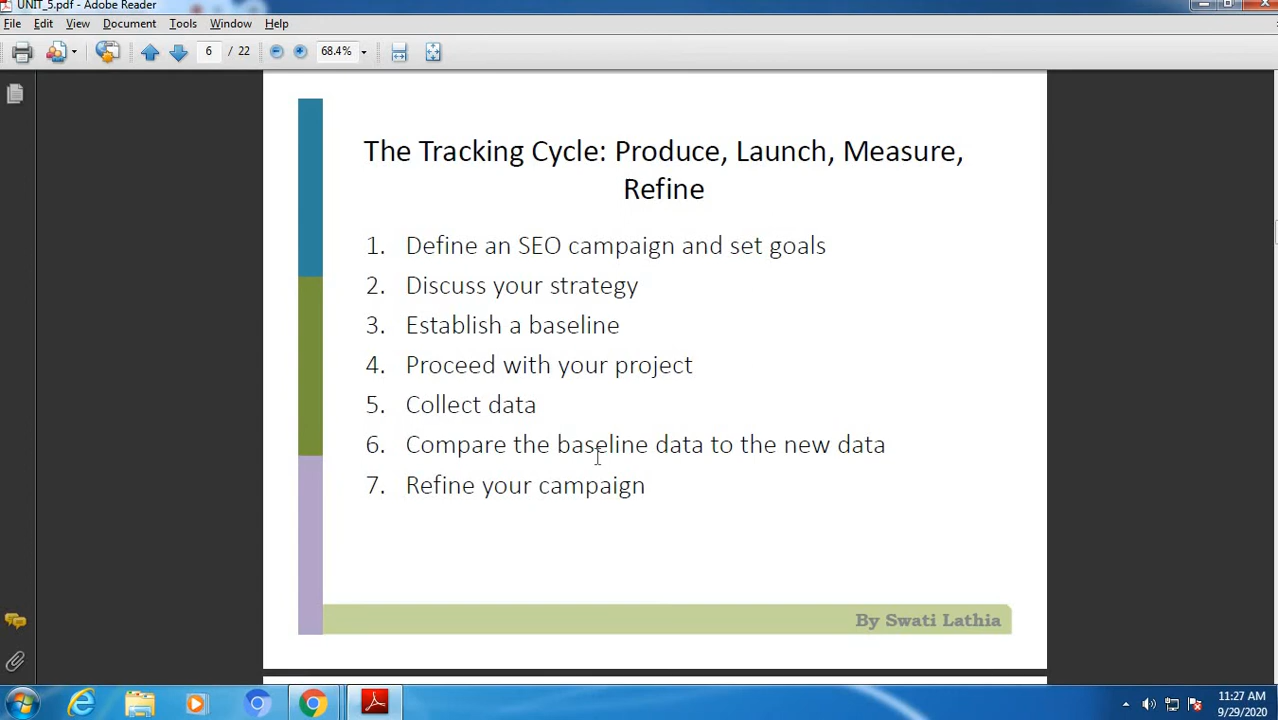 UNIT_5.pdf - Adobe Reader
File Edit View Document Tools Window Help
6 / 22 68.4%
The Tracking Cycle: Produce, Launch, Measure,
Refine
1. Define an SEO campaign and set goals
2. Discuss your strategy
3. Establish a baseline
4. Proceed with your project
5. Collect data
6. Compare the baseline data to the new data
7. Refine your campaign
By Swati Lathia
11:27 AM
9/29/2020